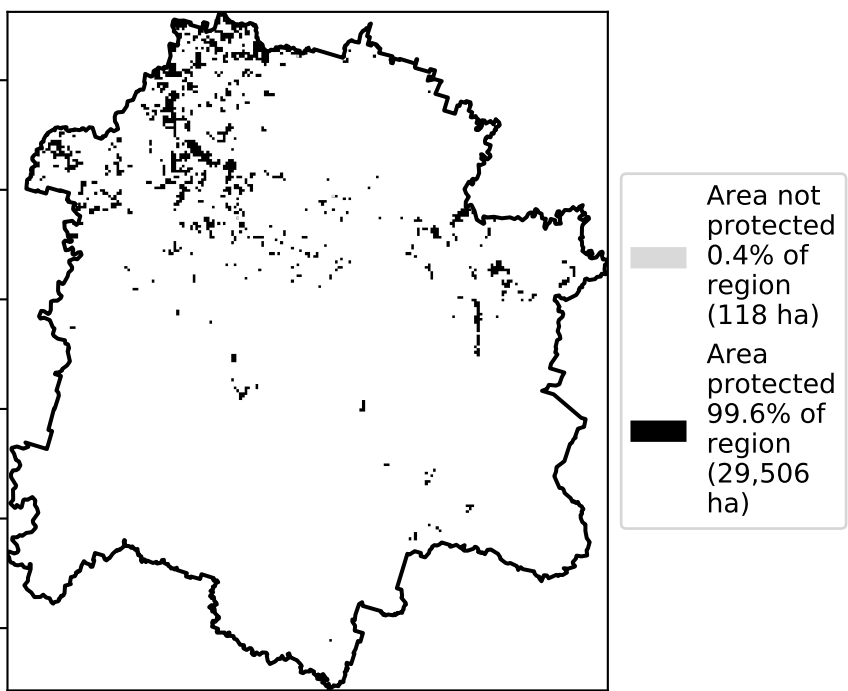 Area not
protected
0.4% of
region
(118 ha)
Area
protected
99.6% of
region
(29,506
ha)